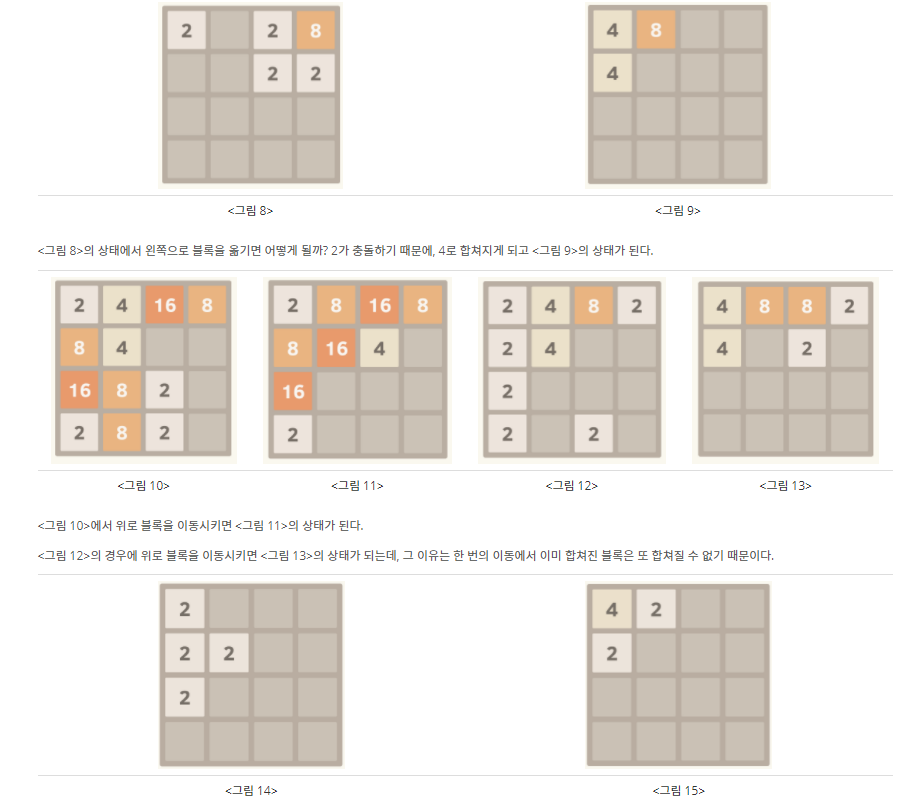 2 2 8 4 8
2 2 4
<그림 8> <그림 9>
<그림 8>의 상태에서 왼쪽으로 블록을 옮기면 어떻게 될까? 2가 충돌하기 때문에, 4로 합쳐지게 되고 <그림 9>의 상태가 된다.
2 4 16 8 2 8 16 8 2 4 8 2 4 8 8 2
8 4 8 16 4 2 4 4 2
16 8 2 16 2
2 8 2 2 2 2
<그림 10> <그림 11> <그림 12> <그림 13>
<그림 10>에서 위로 블록을 이동시키면 <그림 11>의 상태가 된다.
<그림 12>의 경우에 위로 블록을 이동시키면 <그림 13>의 상태가 되는데, 그 이유는 한 번의 이동에서 이미 합쳐진 블록은 또 합쳐질 수 없기 때문이다.
2 4 2
2 2 2
2
<그림 14> <그림 15>